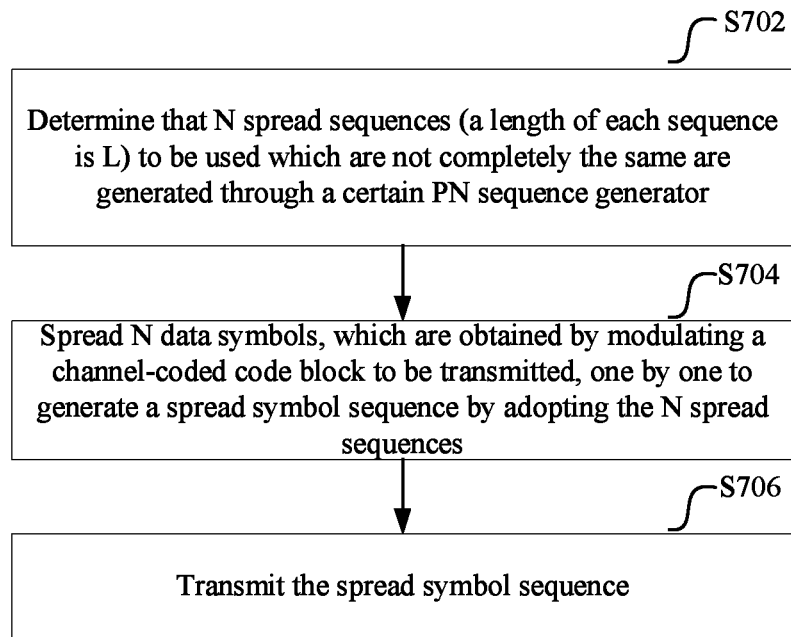 S702
Determine that N spread sequences (a length of each sequence
is L) to be used which are not completely the same are
generated through a certain PN sequence generator
S704
Spread N data symbols, which are obtained by modulating a
channel-coded code block to be transmitted, one by one to
generate a spread symbol sequence by adopting the N spread
sequences
S706
Transmit the spread symbol sequence